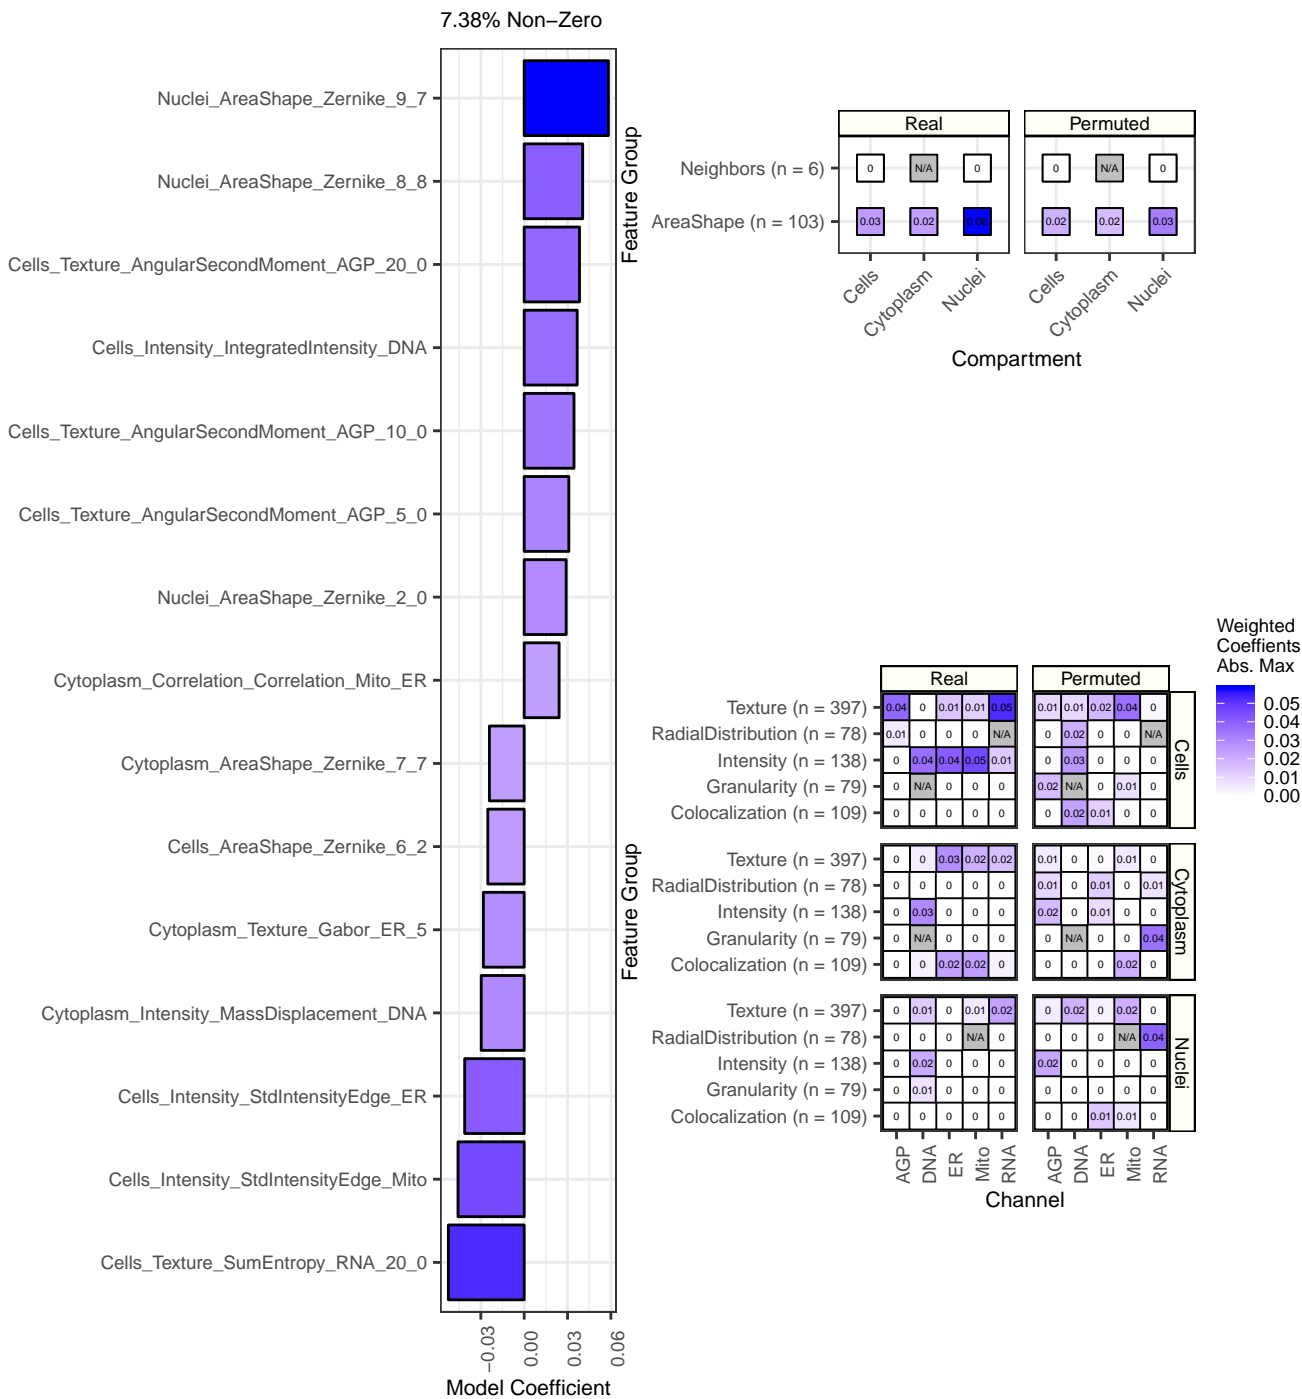 7.38% Non−Zero
Nuclei_AreaShape_Zernike_9_7
Nuclei_AreaShape_Zernike_8_8
Cells_Texture_AngularSecondMoment_AGP_20_0
Cells_Intensity_IntegratedIntensity_DNA
Cells_Texture_AngularSecondMoment_AGP_10_0
Cells_Texture_AngularSecondMoment_AGP_5_0
Nuclei_AreaShape_Zernike_2_0
Cytoplasm_Correlation_Correlation_Mito_ER
Cytoplasm_AreaShape_Zernike_7_7
Cells_AreaShape_Zernike_6_2
Cytoplasm_Texture_Gabor_ER_5
Cytoplasm_Intensity_MassDisplacement_DNA
Cells_Intensity_StdIntensityEdge_ER
Cells_Intensity_StdIntensityEdge_Mito
Cells_Texture_SumEntropy_RNA_20_0
−0.03 0.00 0.03 0.06
Model Coefficient
Feature Group
Real Permuted
Neighbors (n = 6) 0 N/A 0 0 N/A 0
AreaShape (n = 103) 0.03 0.02 0.06 0.02 0.02 0.03
Cells Cytoplasm Nuclei Cells Cytoplasm Nuclei
Compartment
Feature Group
Real Permuted
Texture (n = 397) 0.04 0 0.01 0.01 0.05 0.01 0.01 0.02 0.04 0
RadialDistribution (n = 78) 0.01 0 0 0 N/A 0 0.02 0 0 N/A
Intensity (n = 138) 0 0.04 0.04 0.05 0.01 0 0.03 0 0 0
Granularity (n = 79) 0 N/A 0 0 0 0.02 N/A 0 0.01 0
Colocalization (n = 109) 0 0 0 0 0 0 0.02 0.01 0 0
Cells
Texture (n = 397) 0 0 0.03 0.02 0.02 0.01 0 0 0.01 0
RadialDistribution (n = 78) 0 0 0 0 0 0.01 0 0.01 0 0.01
Intensity (n = 138) 0 0.03 0 0 0 0.02 0 0.01 0 0
Granularity (n = 79) 0 N/A 0 0 0 0 N/A 0 0 0.04
Colocalization (n = 109) 0 0 0.02 0.02 0 0 0 0 0.02 0
Cytoplasm
Texture (n = 397) 0 0.01 0 0.01 0.02 0 0.02 0 0.02 0
RadialDistribution (n = 78) 0 0 0 N/A 0 0 0 0 N/A 0.04
Intensity (n = 138) 0 0.02 0 0 0 0.02 0 0 0 0
Granularity (n = 79) 0 0.01 0 0 0 0 0 0 0 0
Colocalization (n = 109) 0 0 0 0 0 0 0 0.01 0.01 0
Nuclei
AGP DNA ER Mito RNA AGP DNA ER Mito RNA
Channel
Weighted
Coeffients
Abs. Max
0.05
0.04
0.03
0.02
0.01
0.00